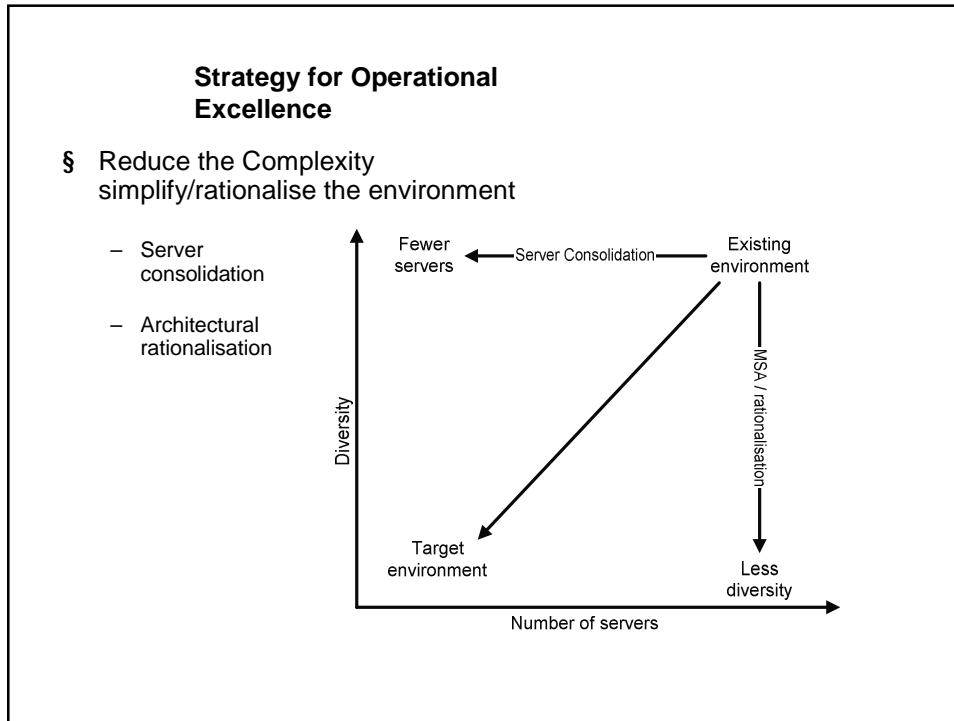 Strategy for Operational
Excellence
§ Reduce the Complexity
simplify/rationalise the environment
– Server
consolidation
– Architectural
rationalisation
Fewer
servers
Server Consolidation
Existing
environment
MSA / rationalisation
Diversity
Target
environment
Less
diversity
Number of servers